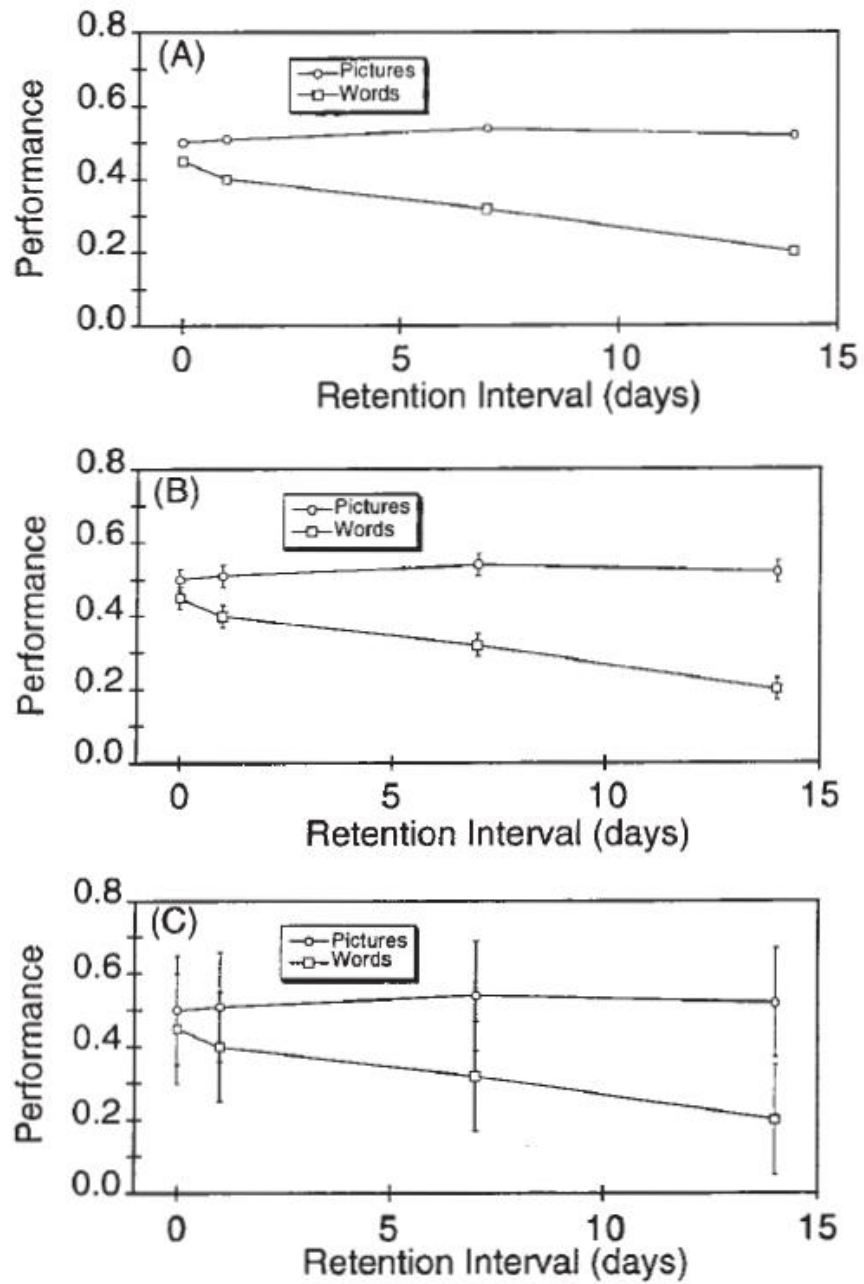 0.8
(A)
Pictures
Words
0.6
0.4
0.2
0.0
Performance
0 5 10 15
Retention Interval (days)
0.8
(B)
Pictures
Words
0.6
0.4
0.2
0.0
Performance
0 5 10 15
Retention Interval (days)
0.8
(C)
Pictures
Words
0.6
0.4
0.2
0.0
Performance
0 5 10 15
Retention Interval (days)